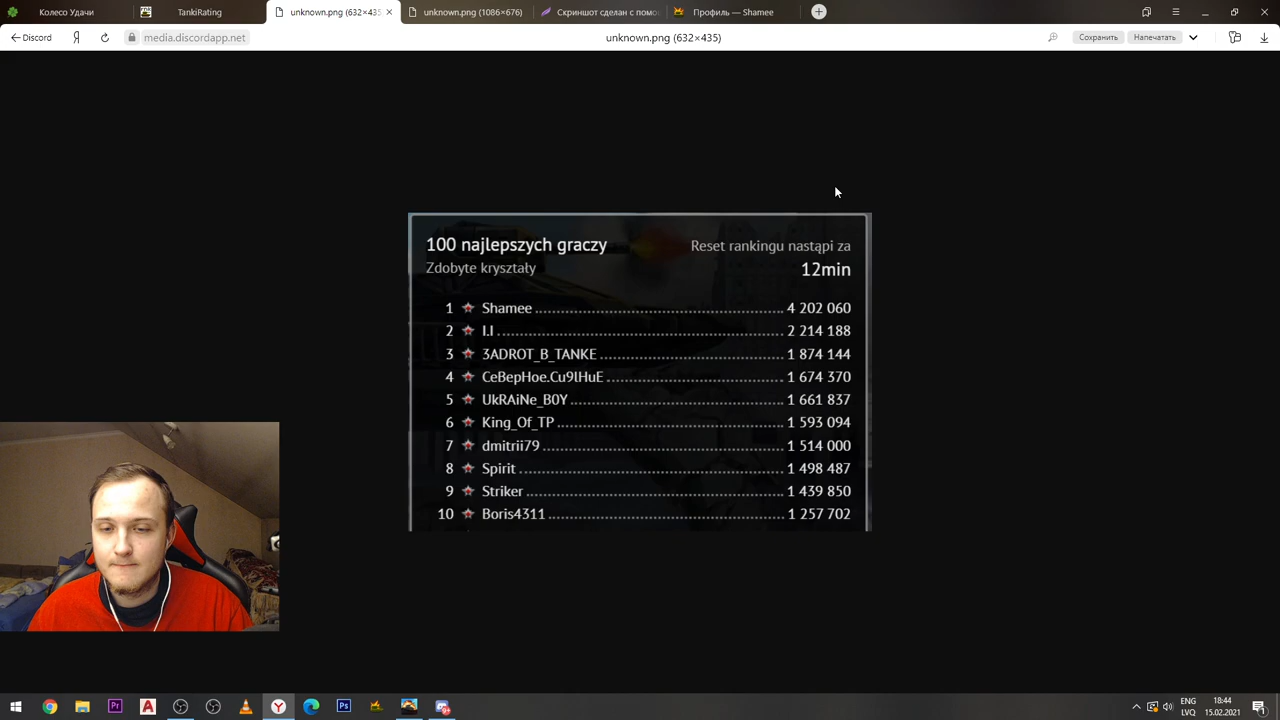 Колесо Удачи
TankiRating
unknown.png (632×435
unknown.png (1086×676)
Скриншот сделан с помо
Профиль — Shamee
Discord
media.discordapp.net
unknown.png (632×435)
Сохранить
Напечатать
100 najlepszych graczy
Reset rankingu nastąpi za
Zdobyte kryształy
12min
1 Shamee 4 202 060
2 I.I 2 214 188
3 3ADROT_B_TANKE 1 874 144
4 CeBepHoe.Cu9lHuE 1 674 370
5 UkRAiNe_B0Y 1 661 837
6 King_Of_TP 1 593 094
7 dmitrii79 1 514 000
8 Spirit 1 498 487
9 Striker 1 439 850
10 Boris4311 1 257 702
ENG
LVQ
18:44
15.02.2021